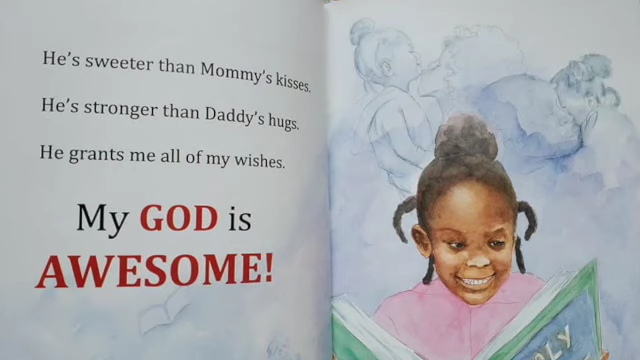 He's sweeter than Mommy's kisses.
He's stronger than Daddy's hugs.
He grants me all of my wishes.
My GOD is
AWESOME!